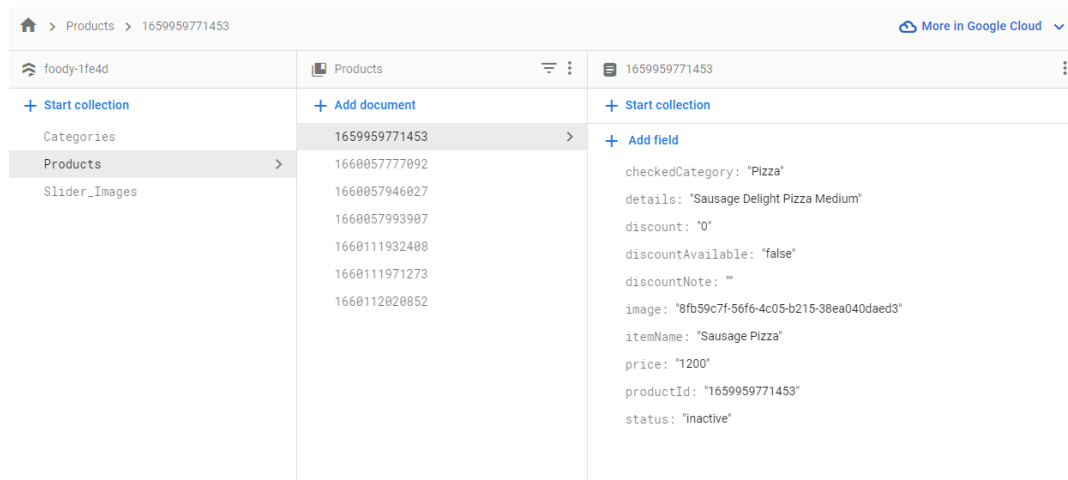 Products > 1659959771453
More in Google Cloud
foody-1fe4d
Products
1659959771453
+ Start collection
+ Add document
+ Start collection
Categories
Products
Slider_Images
1659959771453
1660057777092
1660057946027
1660057993907
1660111932408
1660111971273
1660112020852
+ Add field
checkedCategory: "Pizza"
details: "Sausage Delight Pizza Medium"
discount: "0"
discountAvailable: "false"
discountNote: ""
image: "8fb59c7f-56f6-4c05-b215-38ea040daed3"
itemName: "Sausage Pizza"
price: "1200"
productId: "1659959771453"
status: "inactive"